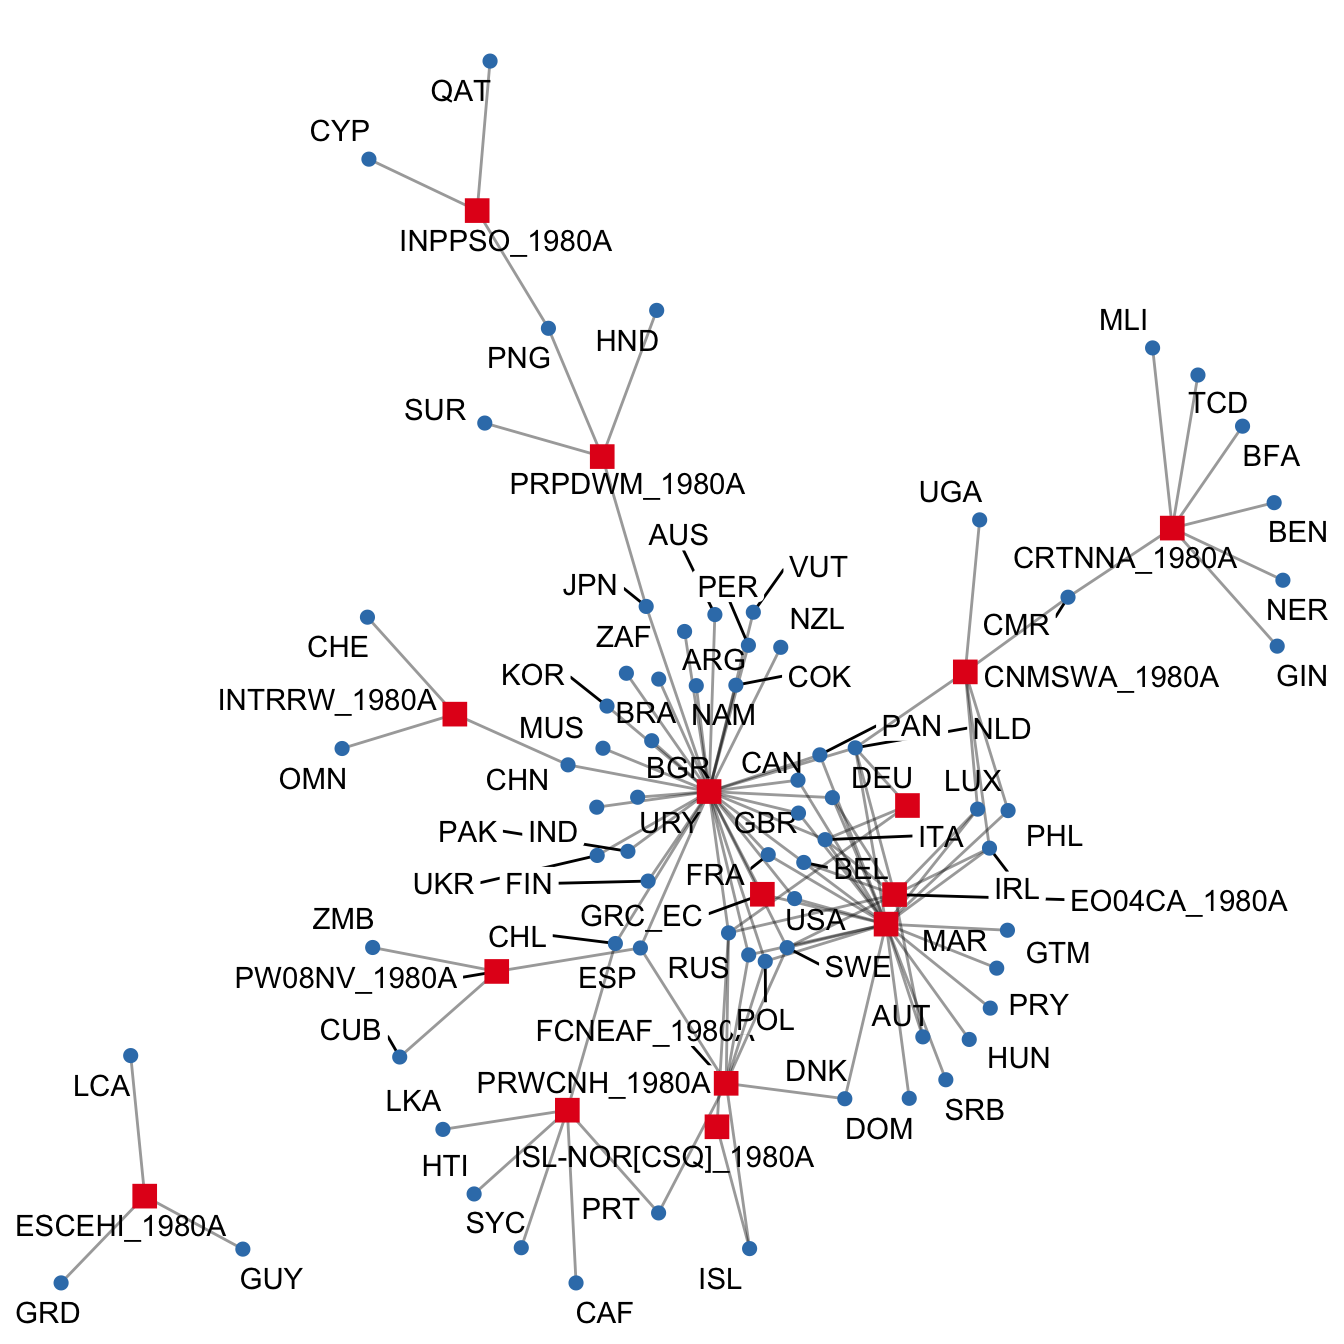 QAT
CYP
INPPSO_1980A
HND
PNG
MLI
TCD
SUR
BFA
PRPDWM_1980A
UGA
AUS
BEN
CRTNNA_1980A
VUT
JPN
PER
NER
NZL
ZAF
CMR
CHE
ARG
KOR
COK
GIN
CNMSWA_1980A
INTRRW_1980A
BRA
NAM
MUS
PAN
NLD
BGR
CAN
OMN
CHN
DEU
LUX
URY
GBR
PAK
IND
ITA
PHL
UKR
FIN
FRA
BEL
IRL
EO04CA_1980A
ZMB
GRC_EC
USA
CHL
MAR
GTM
PW08NV_1980A
ESP
RUS
SWE
PRY
CUB
FCNEAF_1980A
POL
AUT
HUN
LCA
PRWCNH_1980A
DNK
LKA
SRB
DOM
HTI
ISL-NOR[CSQ]_1980A
SYC
PRT
ESCEHI_1980A
GUY
ISL
GRD
CAF